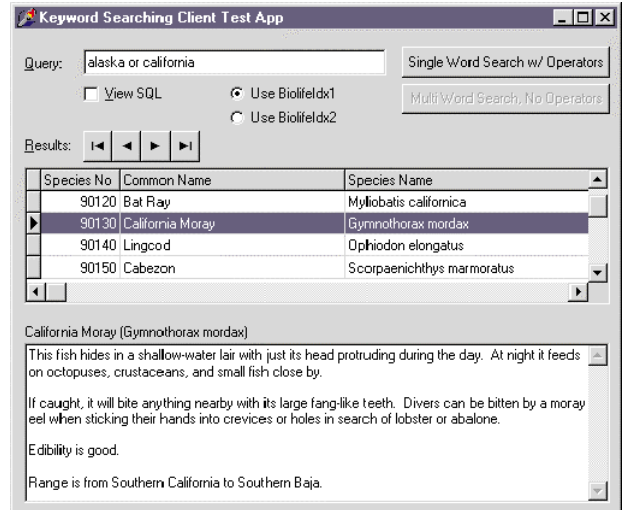 Keyword Searching Client Test App
Query: alaska or california Single Word Search w/ Operators
View SQL Use Biolifeldx1 Multi Word Search, No Operators
Use Biolifeldx2
Results:
Species No Common Name Species Name
90120 Bat Ray Myliobatis californica
90130 California Moray Gymnothorax mordax
90140 Lingcod Ophiodon elongatus
90150 Cabezon Scorpaenichthys marmoratus
California Moray (Gymnothorax mordax)
This fish hides in a shallow-water lair with just its head protruding during the day. At night it feeds
on octopuses, crustaceans, and small fish close by.
If caught, it will bite anything nearby with its large fang-like teeth. Divers can be bitten by a moray
eel when sticking their hands into crevices or holes in search of lobster or abalone.
Edibility is good.
Range is from Southern California to Southern Baja.